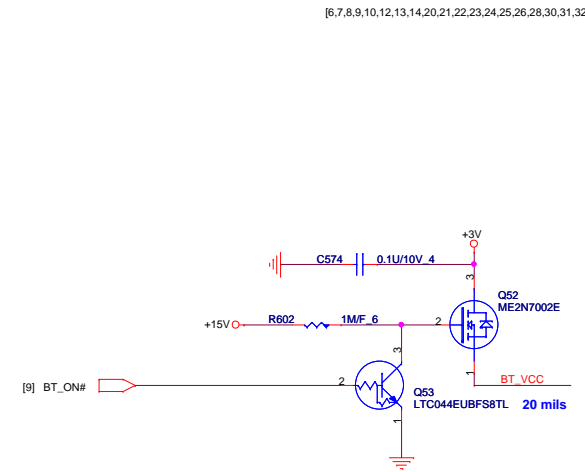 [6,7,8,9,10,12,13,14,20,21,22,23,24,25,26,28,30,31,32
+3V
C574 0.1U/10V_4
3
Q52
ME2N7002E
+15V R602 1M/F_6 2
1
3
BT_VCC
[9] BT_ON# 2
Q53
LTC044EUBFS8TL 20 mils
1